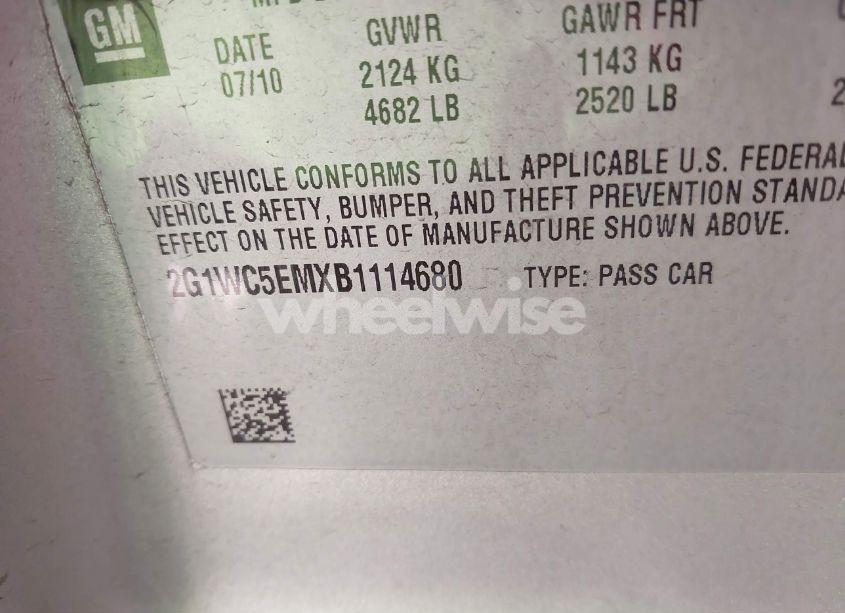 GM
DATE GVWR GAWR FRT
07/10 2124 KG 1143 KG
4682 LB 2520 LB
THIS VEHICLE CONFORMS TO ALL APPLICABLE U.S. FEDERAL
VEHICLE SAFETY, BUMPER, AND THEFT PREVENTION STANDA
EFFECT ON THE DATE OF MANUFACTURE SHOWN ABOVE.
2G1WC5EMXB1114680 TYPE: PASS CAR
wheelwise